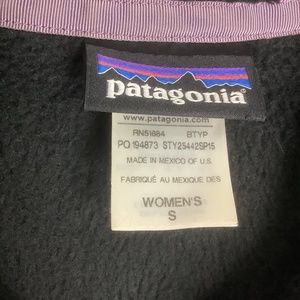 patagonia®
www.patagonia.com
RN51884 BTYP
PO 194873 STY25442SP15
MADE IN MEXICO OF U.S.
FABRIQUÉ AU MEXIQUE DES
WOMEN'S
S